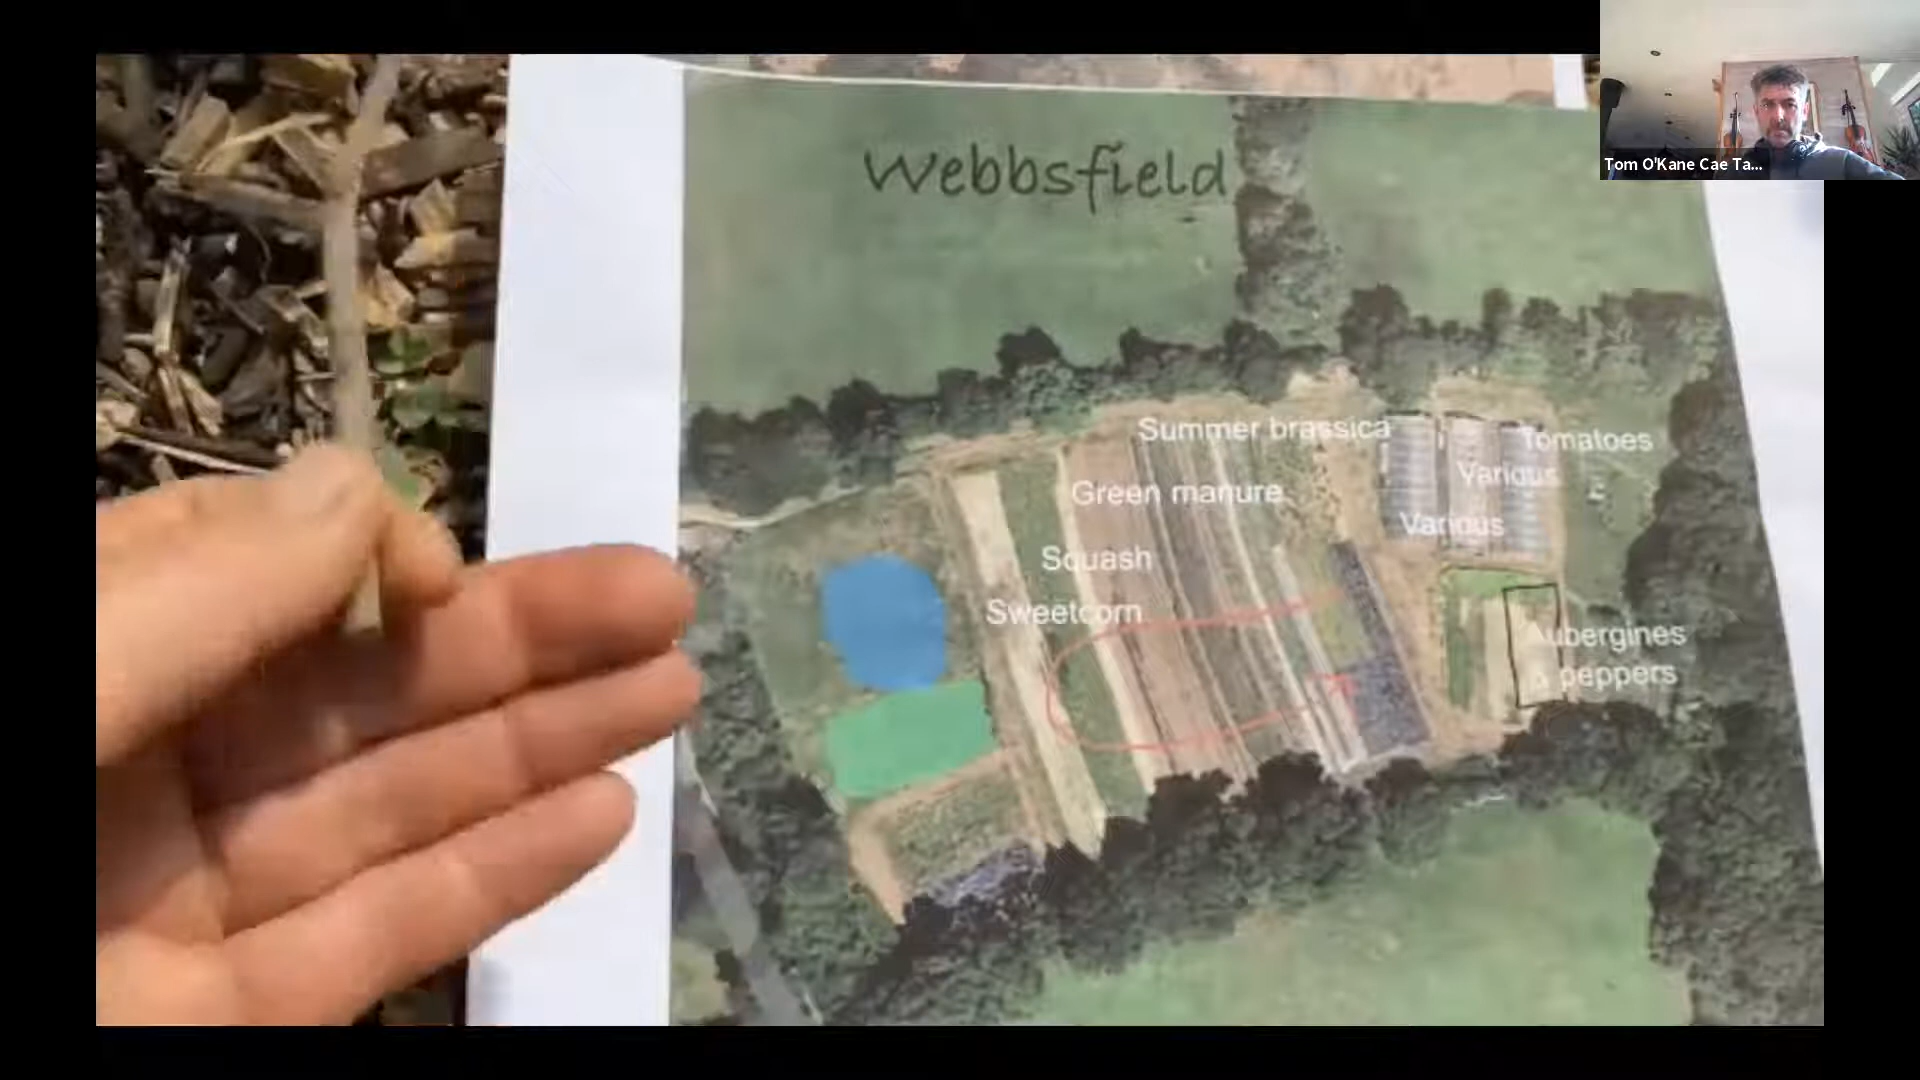 Tom O'Kane Cae Ta...
Webbsfield
Summer brassica
Tomatoes
Various
Green manure
Various
Squash
Sweetcorn
Aubergines
& peppers